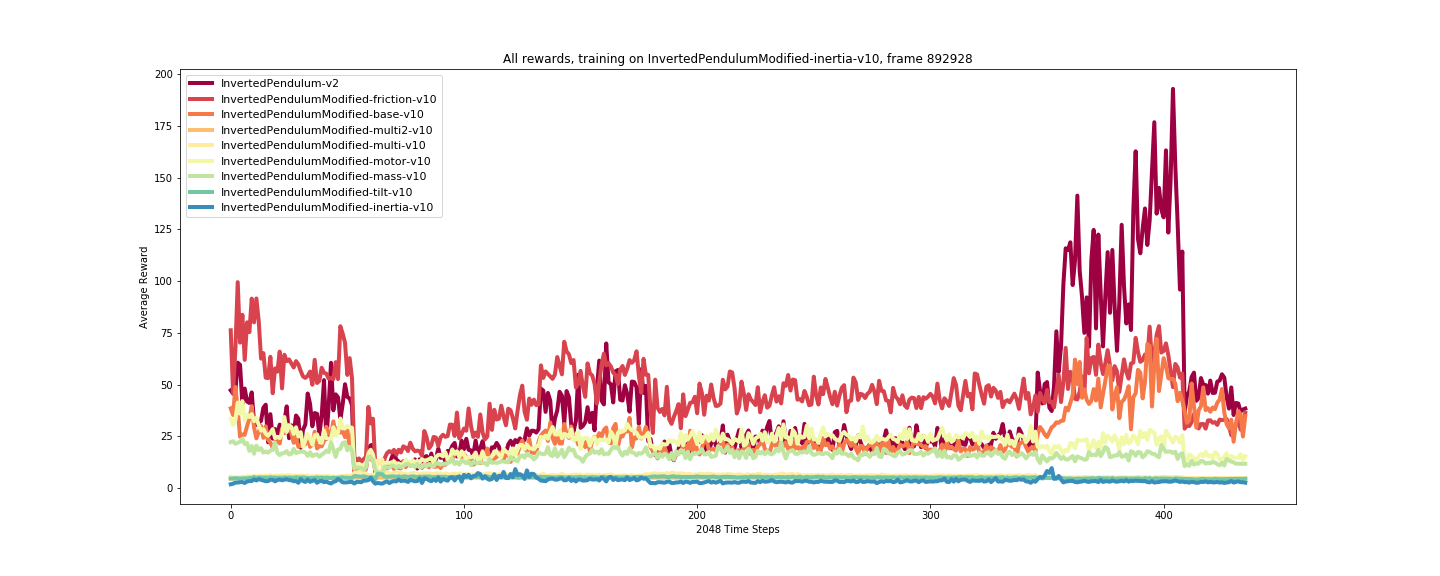 All rewards, training on InvertedPendulumModified-inertia-v10, frame 892928
200
175
150
125
100
75
50
25
0
Average Reward
InvertedPendulum-v2
InvertedPendulumModified-friction-v10
InvertedPendulumModified-base-v10
InvertedPendulumModified-multi2-v10
InvertedPendulumModified-multi-v10
InvertedPendulumModified-motor-v10
InvertedPendulumModified-mass-v10
InvertedPendulumModified-tilt-v10
InvertedPendulumModified-inertia-v10
0 100 200 300 400
2048 Time Steps